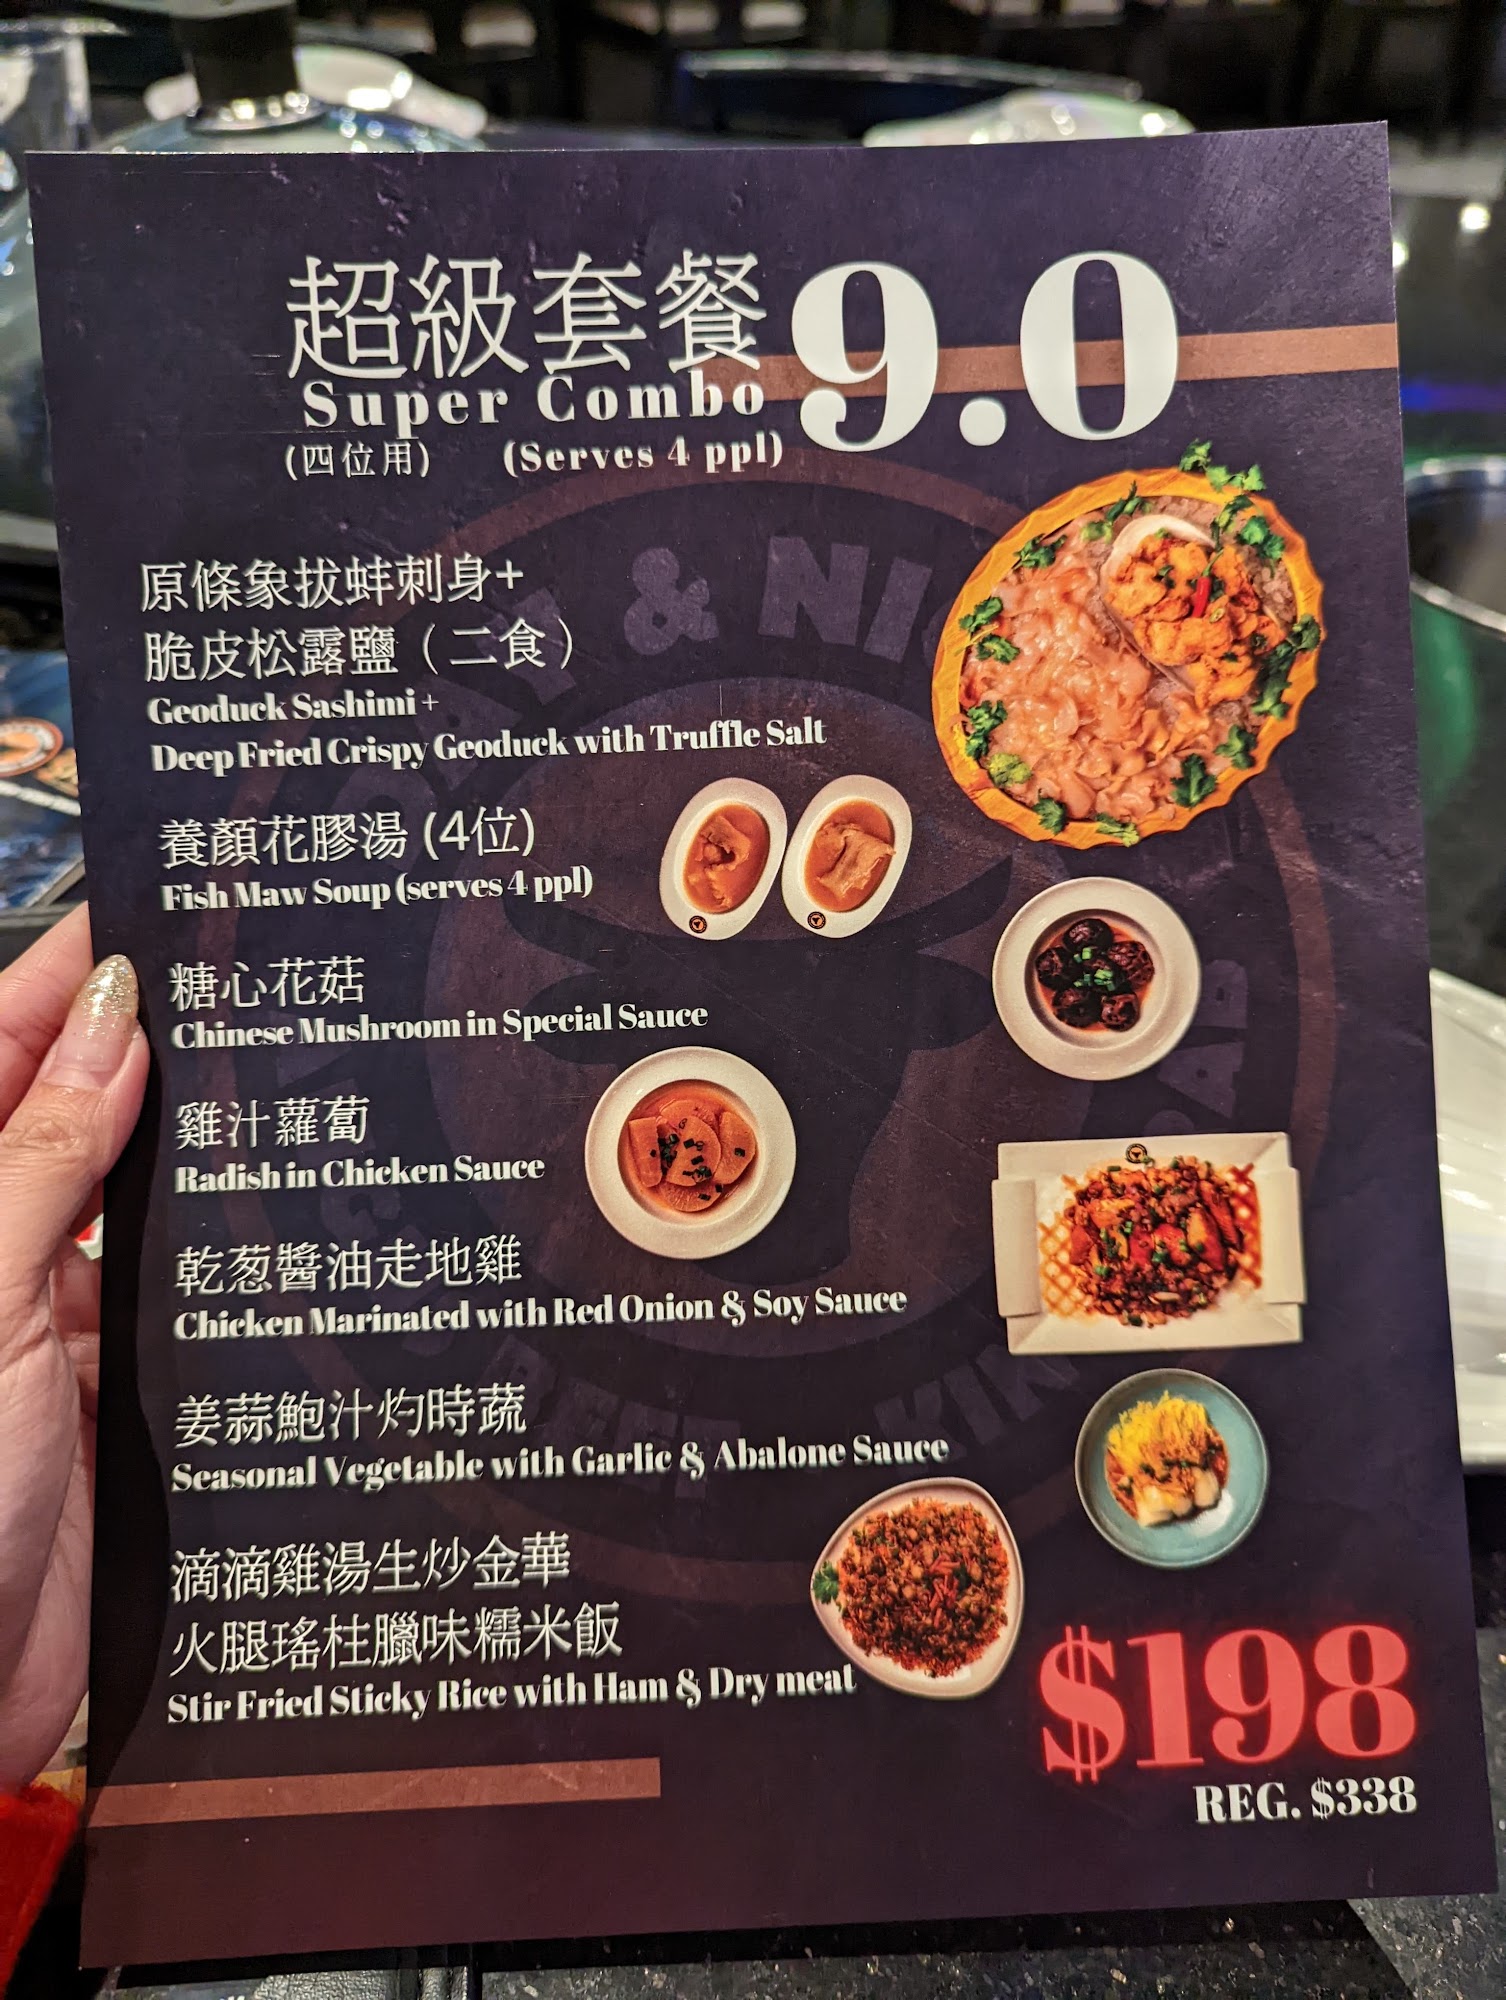 超級套餐 9.0
Super Combo
(四位用) (Serves 4 ppl)
原條象拔蚌刺身+
脆皮松露鹽（二食）
Geoduck Sashimi +
Deep Fried Crispy Geoduck with Truffle Salt
養顏花膠湯 (4位)
Fish Maw Soup (serves 4 ppl)
糖心花菇
Chinese Mushroom in Special Sauce
雞汁蘿蔔
Radish in Chicken Sauce
乾葱醬油走地雞
Chicken Marinated with Red Onion & Soy Sauce
姜蒜鮑汁灼時蔬
Seasonal Vegetable with Garlic & Abalone Sauce
滴滴雞湯生炒金華
火腿瑤柱臘味糯米飯
Stir Fried Sticky Rice with Ham & Dry meat
$198
REG. $338